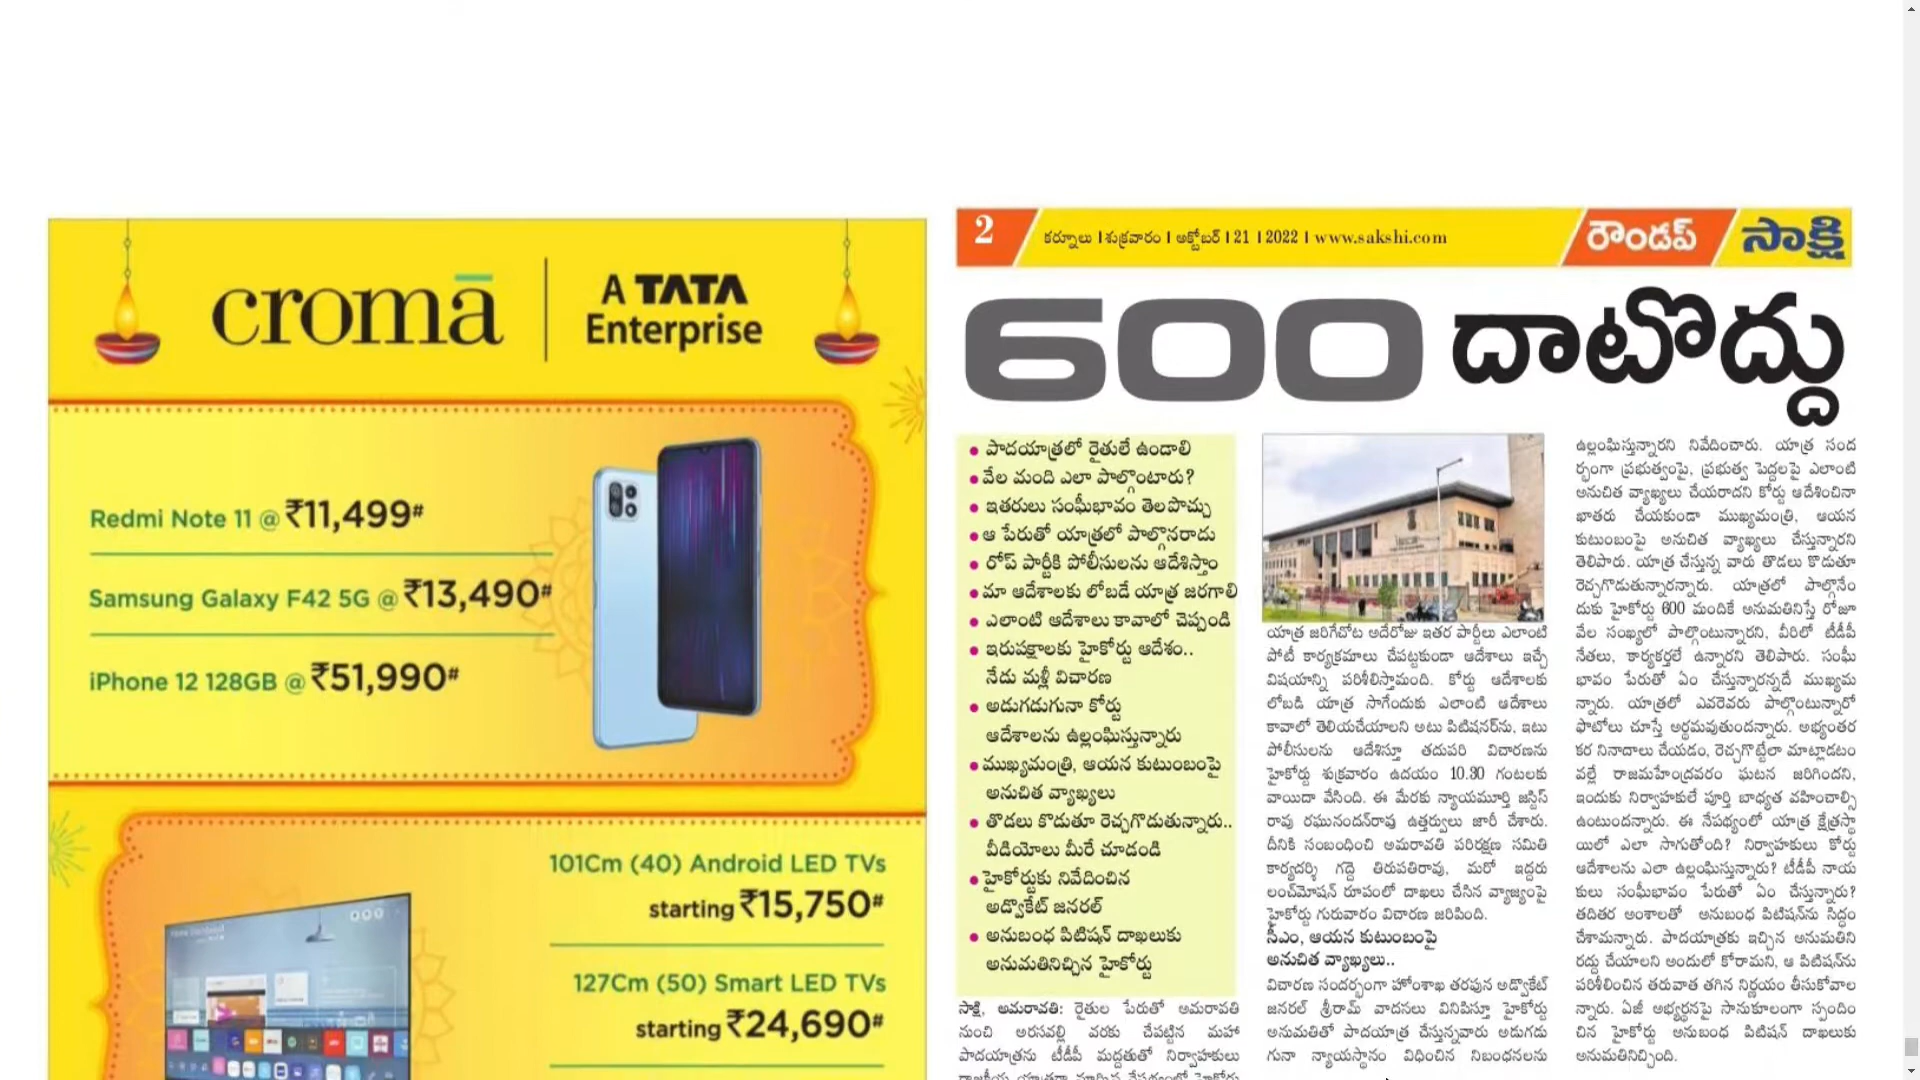 cromā
A TATA
Enterprise
Redmi Note 11 @ ₹11,499#
Samsung Galaxy F42 5G @ ₹13,490#
iPhone 12 128GB @ ₹51,990#
101Cm (40) Android LED TVs
starting ₹15,750#
127Cm (50) Smart LED TVs
starting ₹24,690#
2
కర్నూలు l శుక్రవారం l అక్టోబర్ l 21 l 2022 l www.sakshi.com
రౌండప్
సాక్షి
600 దాటొద్దు
● పాదయాత్రలో రైతులే ఉండాలి
● వేల మంది ఎలా పాల్గొంటారు?
● ఇతరులు సంఘీభావం తెలపొచ్చు
● ఆ పేరుతో యాత్రలో పాల్గొనరాదు
● రోప్ పార్టీకి పోలీసులను ఆదేశిస్తాం
● మా ఆదేశాలకు లోబడే యాత్ర జరగాలి
● ఎలాంటి ఆదేశాలు కావాలో చెప్పండి
● ఇరుపక్షాలకు హైకోర్టు ఆదేశం..
నేడు మళ్లీ విచారణ
● అడుగడుగునా కోర్టు
ఆదేశాలను ఉల్లంఘిస్తున్నారు
● ముఖ్యమంత్రి, ఆయన కుటుంబంపై
అనుచిత వ్యాఖ్యలు
● తొడలు కొడుతూ రెచ్చగొడుతున్నారు..
వీడియోలు మీరే చూడండి
● హైకోర్టుకు నివేదించిన
అడ్వొకేట్ జనరల్
● అనుబంధ పిటిషన్ దాఖలుకు
అనుమతినిచ్చిన హైకోర్టు
సాక్షి, అమరావతి: రైతుల పేరుతో అమరావతి
నుంచి అరసవల్లి వరకు చేపట్టిన మహా
పాదయాత్రను టీడీపీ మద్దతుతో నిర్వాహకులు
యాత్ర జరిగేచోట అదేరోజు ఇతర పార్టీలు ఎలాంటి
పోటీ కార్యక్రమాలు చేపట్టకుండా ఆదేశాలు ఇచ్చే
విషయాన్ని పరిశీలిస్తామంది. కోర్టు ఆదేశాలకు
లోబడి యాత్ర సాగేందుకు ఎలాంటి ఆదేశాలు
కావాలో తెలియచేయాలని అటు పిటిషనర్‌ను, ఇటు
పోలీసులను ఆదేశిస్తూ తదుపరి విచారణను
హైకోర్టు శుక్రవారం ఉదయం 10.30 గంటలకు
వాయిదా వేసింది. ఈ మేరకు న్యాయమూర్తి జస్టిస్
రావు రఘునందన్‌రావు ఉత్తర్వులు జారీ చేశారు.
దీనికి సంబంధించి అమరావతి పరిరక్షణ సమితి
కార్యదర్శి గద్దె తిరుపతిరావు, మరో ఇద్దరు
లంచ్‌మోషన్ రూపంలో దాఖలు చేసిన వ్యాజ్యంపై
హైకోర్టు గురువారం విచారణ జరిపింది.
సీఎం, ఆయన కుటుంబంపై
అనుచిత వ్యాఖ్యలు..
విచారణ సందర్భంగా హోంశాఖ తరఫున అడ్వొకేట్
జనరల్ శ్రీరామ్ వాదనలు వినిపిస్తూ హైకోర్టు
అనుమతితో పాదయాత్ర చేస్తున్నవారు అడుగడు
గునా న్యాయస్థానం విధించిన నిబంధనలను
ఉల్లంఘిస్తున్నారని నివేదించారు. యాత్ర సంద
ర్భంగా ప్రభుత్వంపై, ప్రభుత్వ పెద్దలపై ఎలాంటి
అనుచిత వ్యాఖ్యలు చేయరాదని కోర్టు ఆదేశించినా
ఖాతరు చేయకుండా ముఖ్యమంత్రి, ఆయన
కుటుంబంపై అనుచిత వ్యాఖ్యలు చేస్తున్నారని
తెలిపారు. యాత్ర చేస్తున్న వారు తొడలు కొడుతూ
రెచ్చగొడుతున్నారన్నారు. యాత్రలో పాల్గొనేం
దుకు హైకోర్టు 600 మందికే అనుమతినిస్తే రోజూ
వేల సంఖ్యలో పాల్గొంటున్నారని, వీరిలో టీడీపీ
నేతలు, కార్యకర్తలే ఉన్నారని తెలిపారు. సంఘీ
భావం పేరుతో ఏం చేస్తున్నారన్నదే ముఖ్యమ
న్నారు. యాత్రలో ఎవరెవరు పాల్గొంటున్నారో
ఫొటోలు చూస్తే అర్థమవుతుందన్నారు. అభ్యంతర
కర నినాదాలు చేయడం, రెచ్చగొట్టేలా మాట్లాడటం
వల్లే రాజమహేంద్రవరం ఘటన జరిగిందని,
ఇందుకు నిర్వాహకులే పూర్తి బాధ్యత వహించాల్సి
ఉంటుందన్నారు. ఈ నేపథ్యంలో యాత్ర క్షేత్రస్థా
యిలో ఎలా సాగుతోంది? నిర్వాహకులు కోర్టు
ఆదేశాలను ఎలా ఉల్లంఘిస్తున్నారు? టీడీపీ నాయ
కులు సంఘీభావం పేరుతో ఏం చేస్తున్నారు?
తదితర అంశాలతో అనుబంధ పిటిషన్‌ను సిద్ధం
చేశామన్నారు. పాదయాత్రకు ఇచ్చిన అనుమతిని
రద్దు చేయాలని అందులో కోరామని, ఆ పిటిషన్‌ను
పరిశీలించిన తరువాత తగిన నిర్ణయం తీసుకోవాల
న్నారు. ఏజీ అభ్యర్థనపై సానుకూలంగా స్పందిం
చిన హైకోర్టు అనుబంధ పిటిషన్ దాఖలుకు
అనుమతినిచ్చింది.